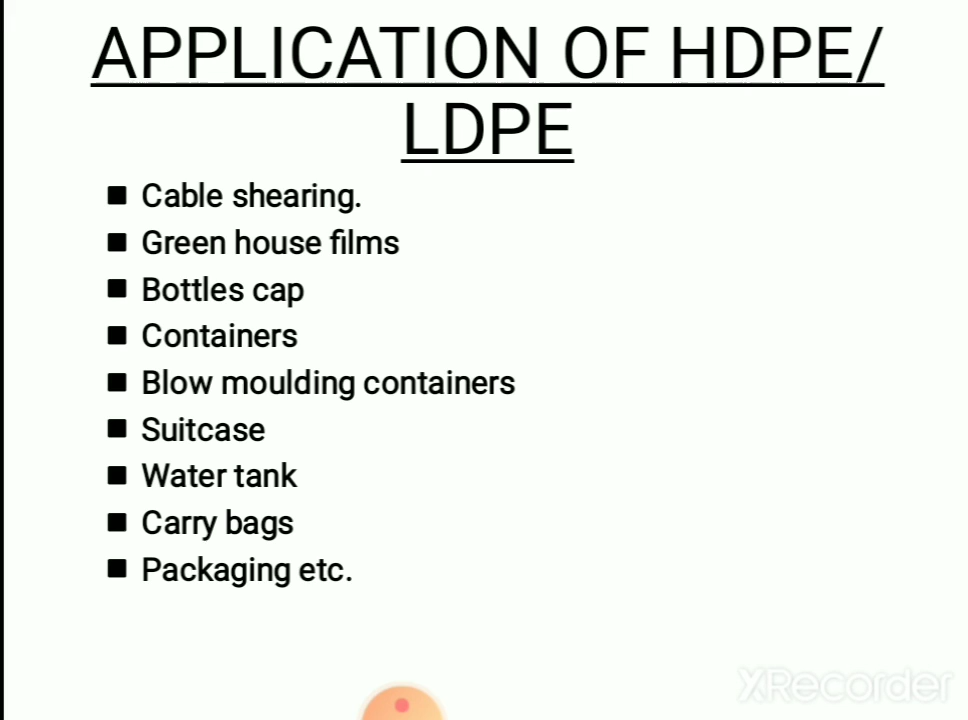 APPLICATION OF HDPE/
LDPE
■ Cable shearing.
■ Green house films
■ Bottles cap
■ Containers
■ Blow moulding containers
■ Suitcase
■ Water tank
■ Carry bags
■ Packaging etc.
XRecorder